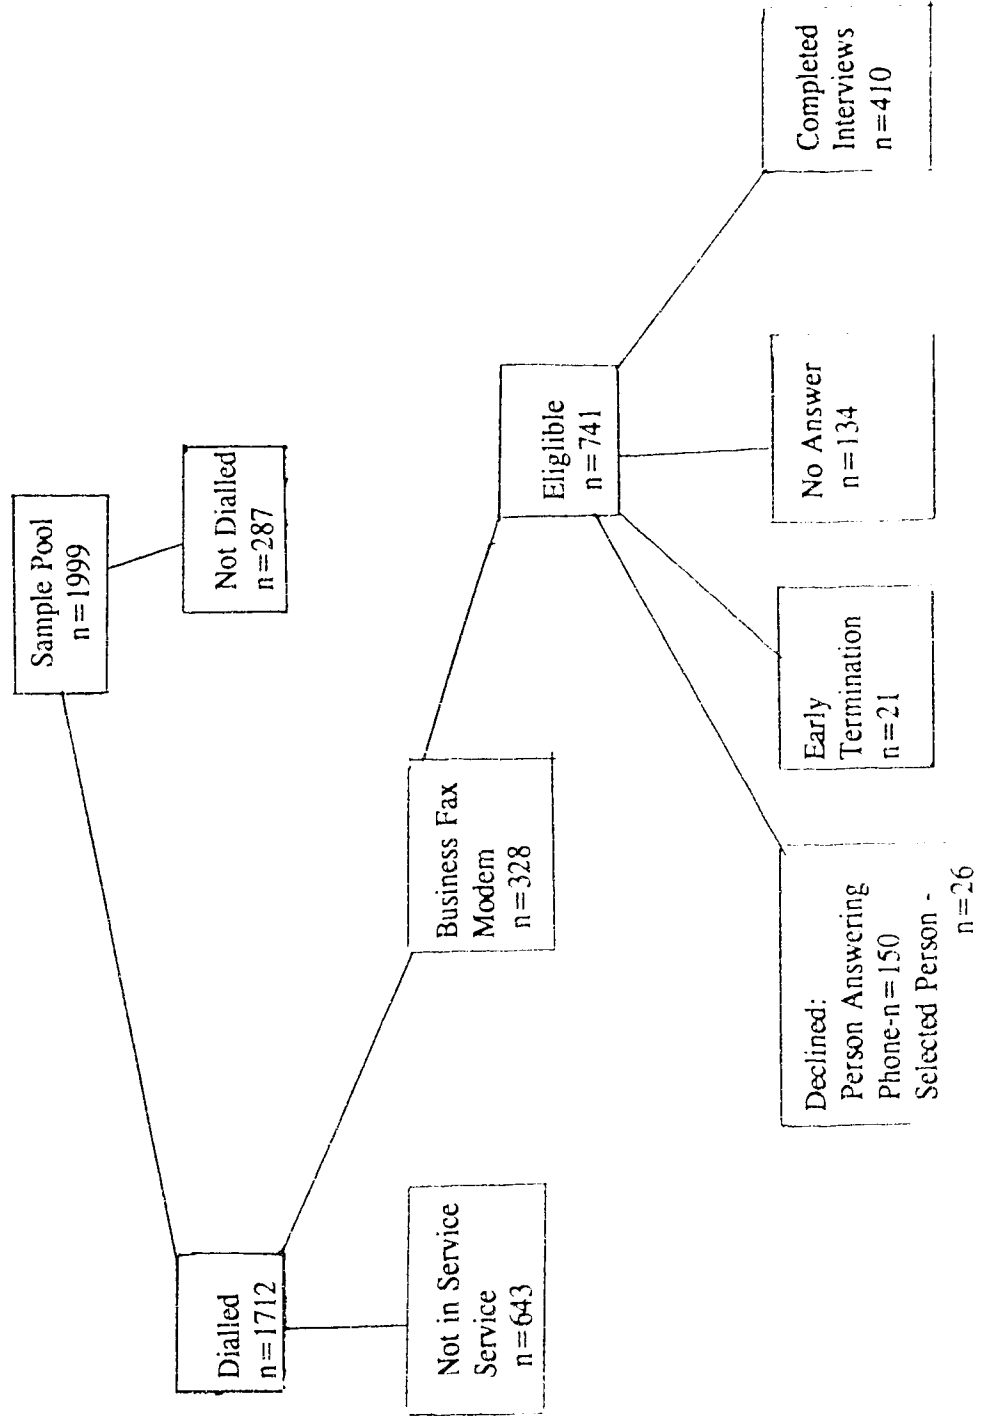 Sample Pool
n=1999
Dialled
n=1712
Not Dialled
n=287
Not in Service
Service
n=643
Business Fax
Modem
n=328
Eliglible
n=741
Declined:
Person Answering
Phone-n=150
Selected Person -
n=26
Early
Termination
n=21
No Answer
n=134
Completed
Interviews
n=410